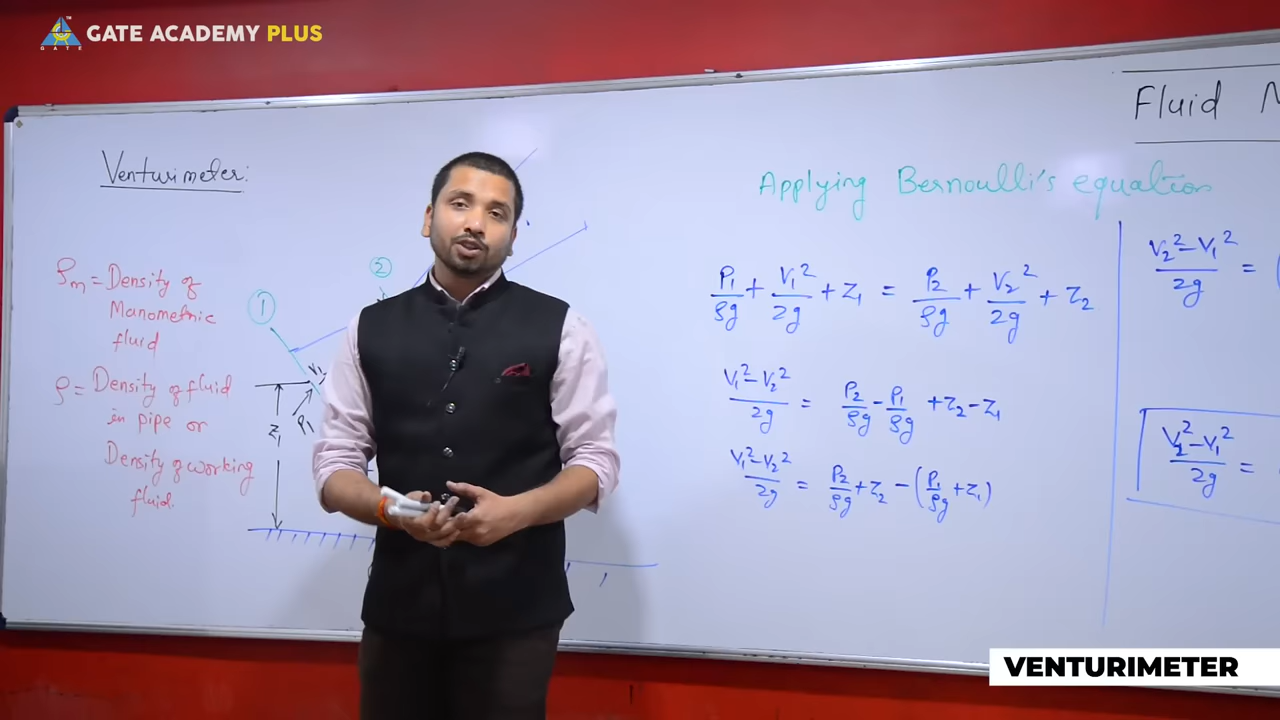 GATE ACADEMY PLUS
GATE
Venturimeter:
ρm = Density of
Manometric
fluid
ρ = Density of fluid
in pipe or
Density of working
fluid.
①
②
V1
P1
Z1
Applying Bernoulli's equation
P1/ρg + V1²/2g + Z1 = P2/ρg + V2²/2g + Z2
V1²-V2²/2g = P2/ρg - P1/ρg + Z2 - Z1
V1²-V2²/2g = P2/ρg + Z2 - (P1/ρg + Z1)
Fluid
V2²-V1²/2g = (
V2²-V1²/2g =
VENTURIMETER